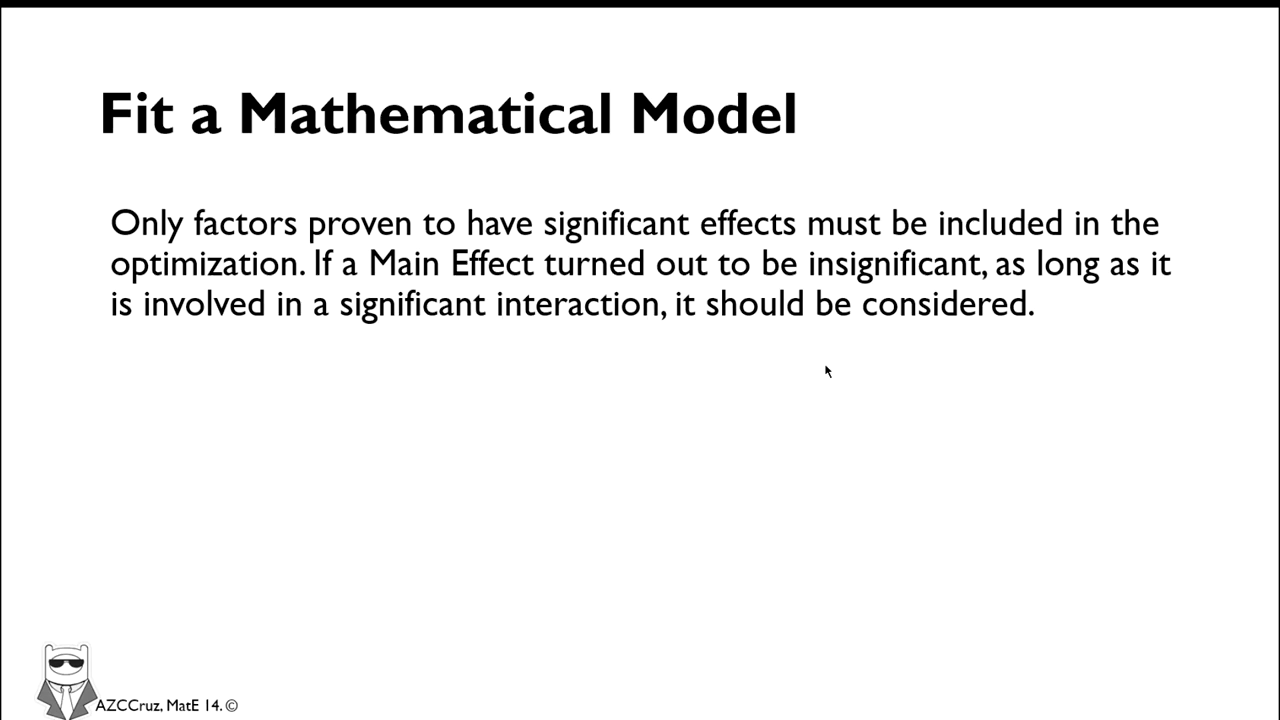 Fit a Mathematical Model
Only factors proven to have significant effects must be included in the
optimization. If a Main Effect turned out to be insignificant, as long as it
is involved in a significant interaction, it should be considered.
AZCCruz, MatE 14. ©